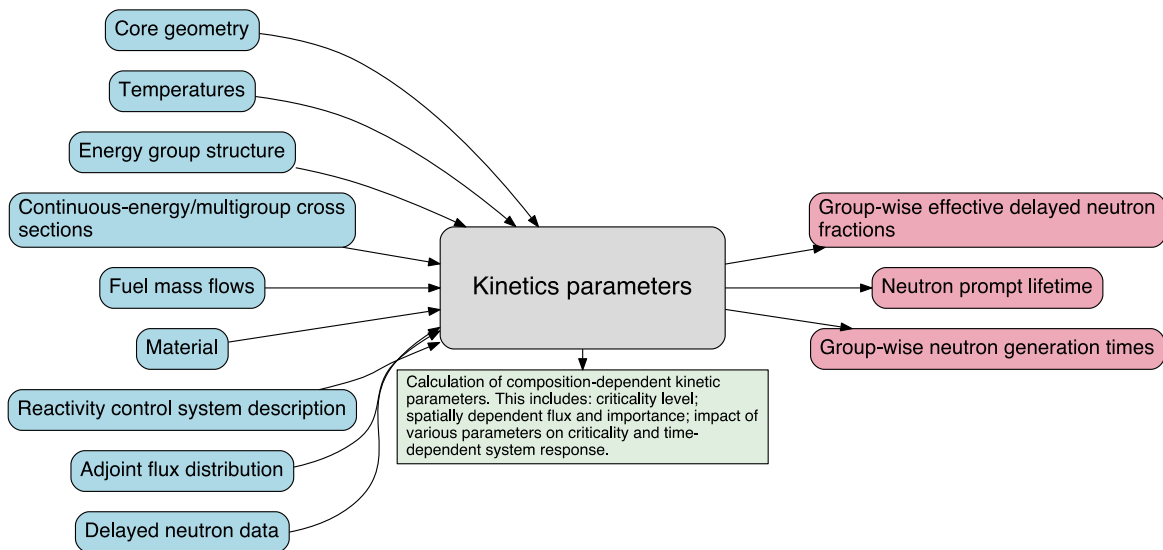 Core geometry
Temperatures
Energy group structure
Continuous-energy/multigroup cross
sections
Fuel mass flows
Material
Reactivity control system description
Adjoint flux distribution
Delayed neutron data
Kinetics parameters
Calculation of composition-dependent kinetic
parameters. This includes: criticality level;
spatially dependent flux and importance; impact of
various parameters on criticality and time-
dependent system response.
Group-wise effective delayed neutron
fractions
Neutron prompt lifetime
Group-wise neutron generation times